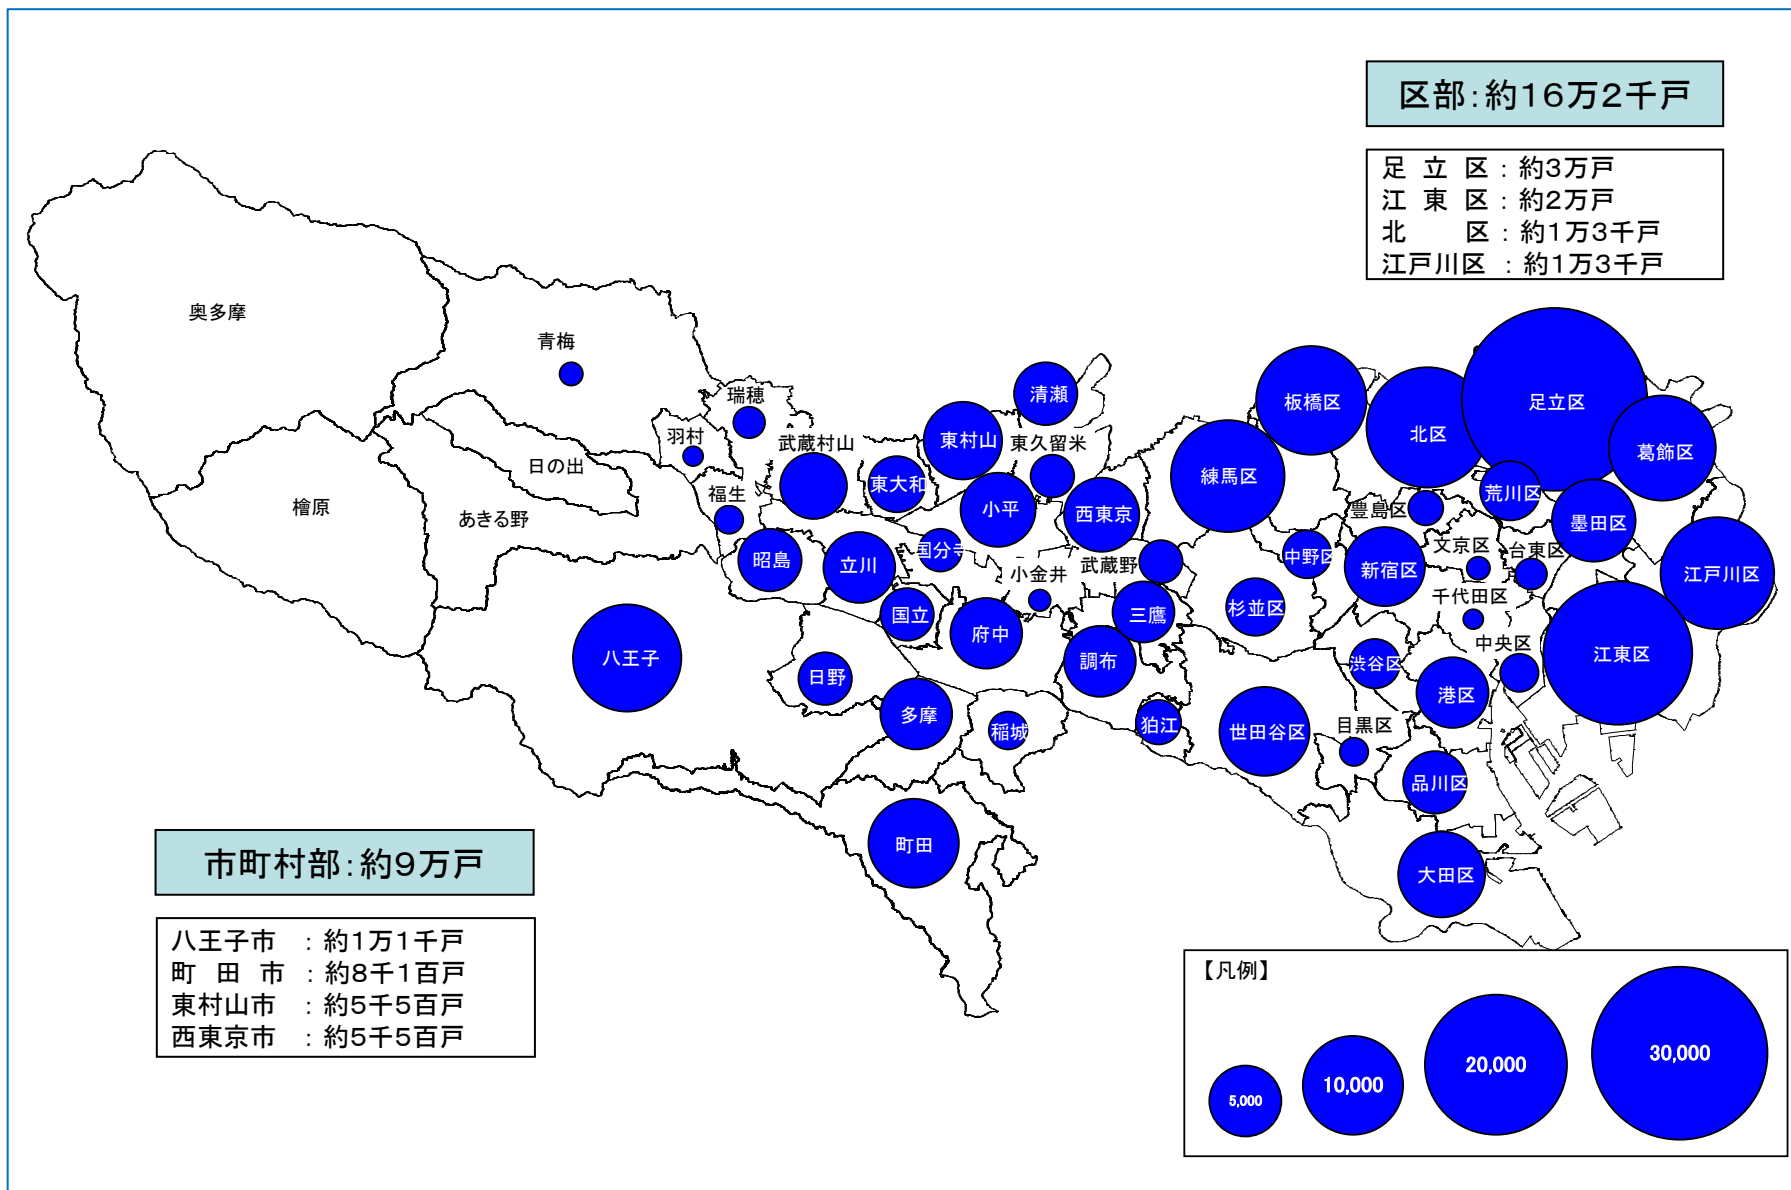 区部：約16万2千戸
足立区：約3万戸
江東区：約2万戸
北区：約1万3千戸
江戸川区：約1万3千戸
奥多摩
青梅
瑞穂
羽村
日の出
檜原
あきる野
福生
武蔵村山
東大和
東村山
清瀬
東久留米
小平
西東京
昭島
立川
国分寺
小金井
武蔵野
国立
府中
三鷹
調布
八王子
日野
多摩
稲城
狛江
町田
板橋区
北区
足立区
葛飾区
練馬区
荒川区
豊島区
墨田区
中野区
新宿区
文京区
台東区
江戸川区
杉並区
千代田区
中央区
江東区
渋谷区
港区
世田谷区
目黒区
品川区
大田区
市町村部：約9万戸
八王子市：約1万1千戸
町田市：約8千1百戸
東村山市：約5千5百戸
西東京市：約5千5百戸
【凡例】
5,000
10,000
20,000
30,000